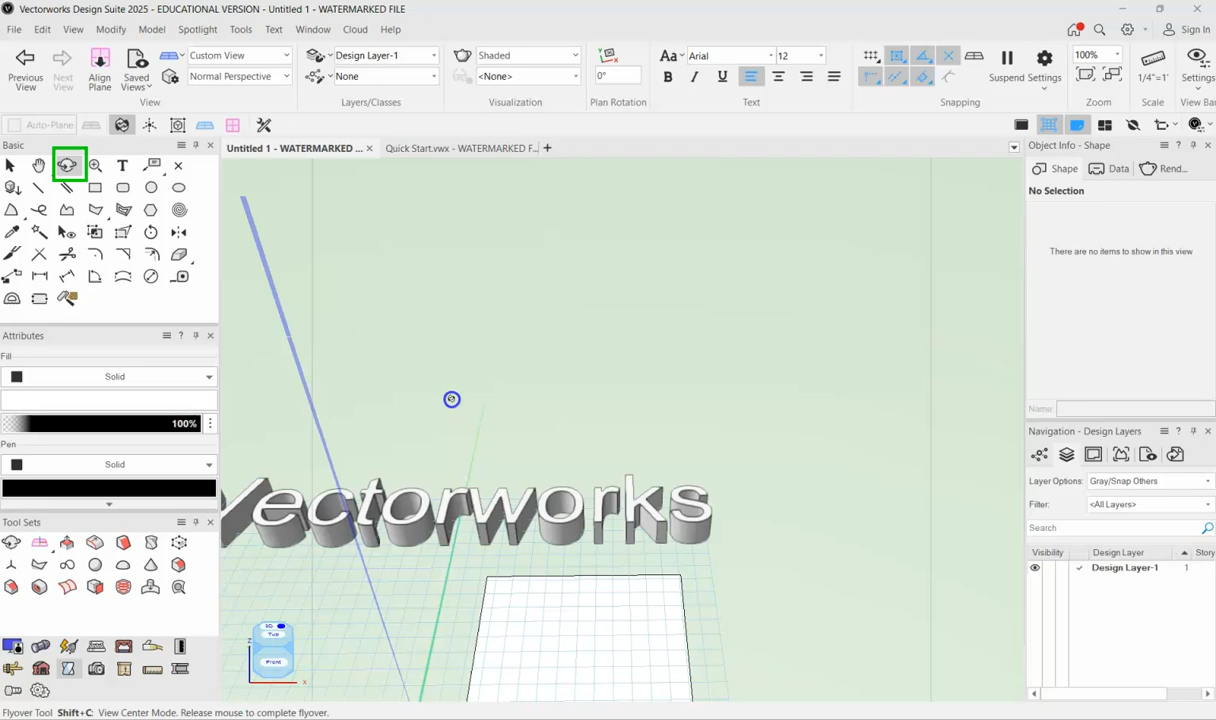 Vectorworks Design Suite 2025 - EDUCATIONAL VERSION - Untitled 1 - WATERMARKED FILE
File Edit View Modify Model Spotlight Tools Text Window Cloud Help Sign In
Previous View
Next View
Align Plane
Saved Views
Custom View
Normal Perspective
View
Design Layer-1
None
Layers/Classes
Shaded
<None>
Visualization
0°
Plan Rotation
Aa Arial 12
B I U
Text
Suspend Settings
Snapping
100%
Zoom
1/4"=1'
Scale
Settings
View Bar
Auto-Plane
Basic
Untitled 1 - WATERMARKED ...
Quick Start.vwx - WATERMARKED F...
Object Info - Shape
Shape Data Rend...
No Selection
There are no items to show in this view
Name:
Attributes
Fill
Solid
100%
Pen
Solid
Tool Sets
Vectorworks
3D
Top
Front
Z
X
Navigation - Design Layers
Layer Options: Gray/Snap Others
Filter: <All Layers>
Search
Visibility Design Layer # Story
Design Layer-1 1
Flyover Tool Shift+C: View Center Mode. Release mouse to complete flyover.